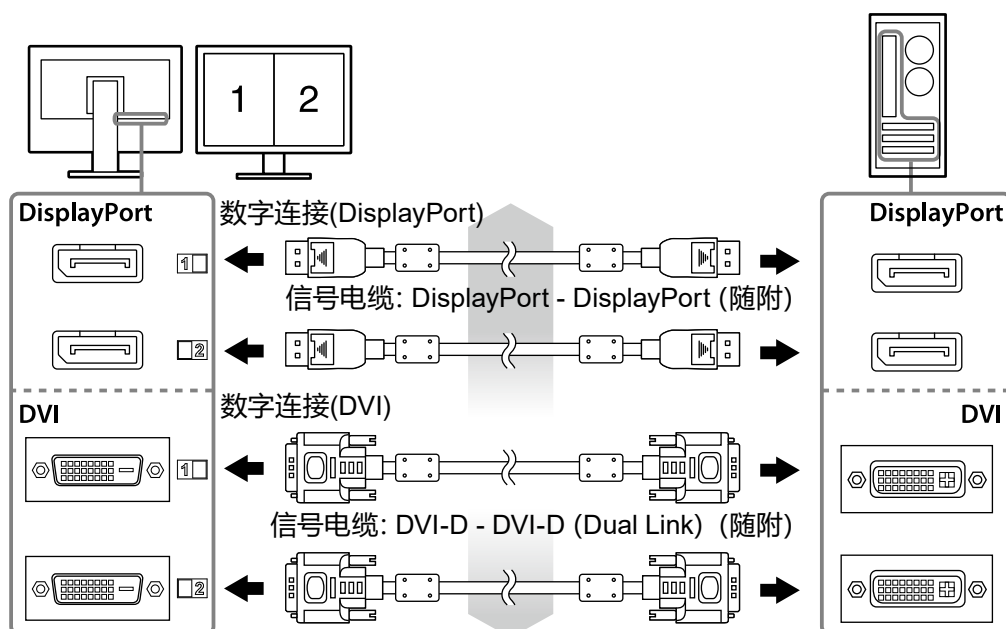 1 2
DisplayPort
数字连接(DisplayPort)
DisplayPort
1
信号电缆: DisplayPort - DisplayPort (随附)
2
DVI
数字连接(DVI)
DVI
1
信号电缆: DVI-D - DVI-D (Dual Link) (随附)
2